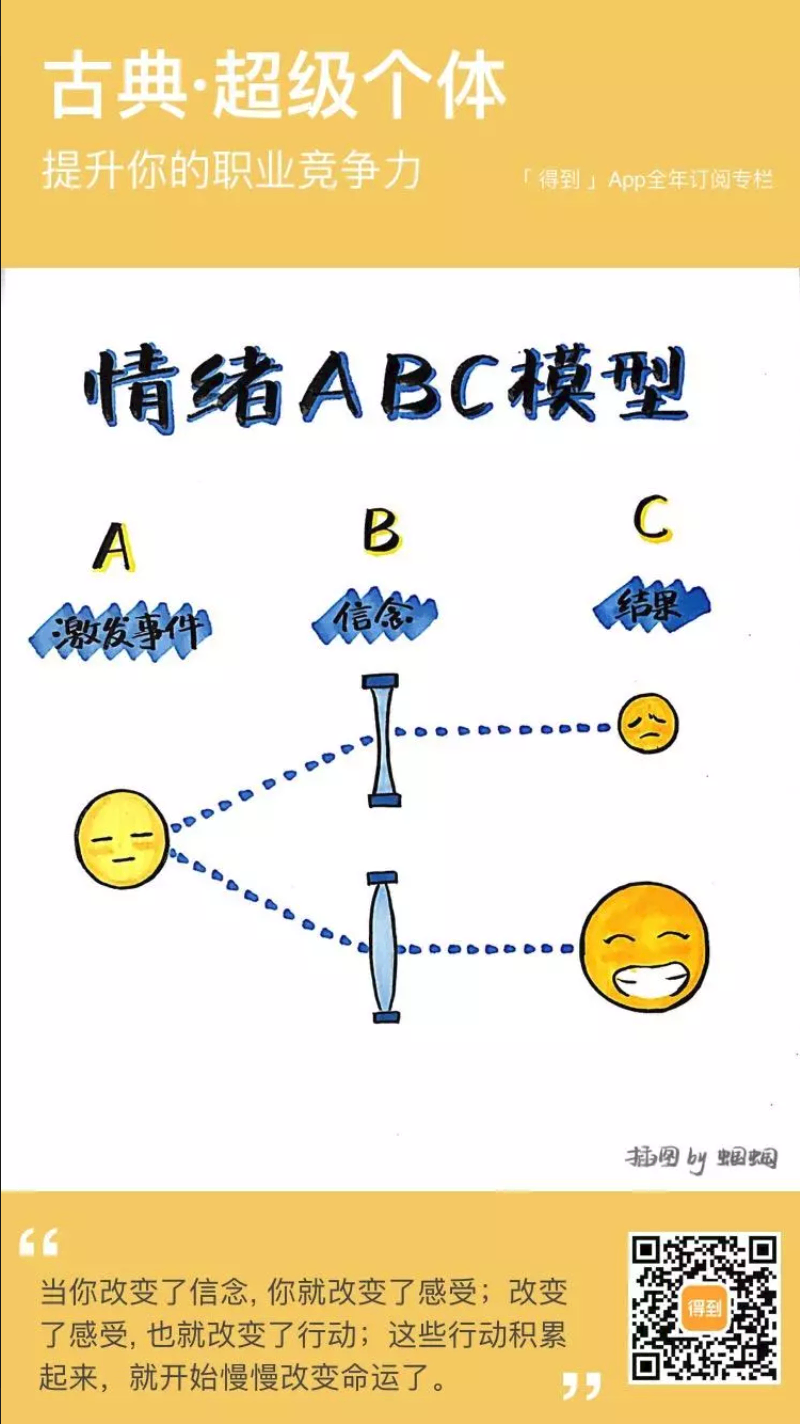 古典·超级个体
提升你的职业竞争力
「得到」App全年订阅专栏
情绪ABC模型
A
B
C
激发事件
信念
结果
插图 by 蝈蝈
“
当你改变了信念, 你就改变了感受；改变
了感受, 也就改变了行动；这些行动积累
起来，就开始慢慢改变命运了。
”
得到